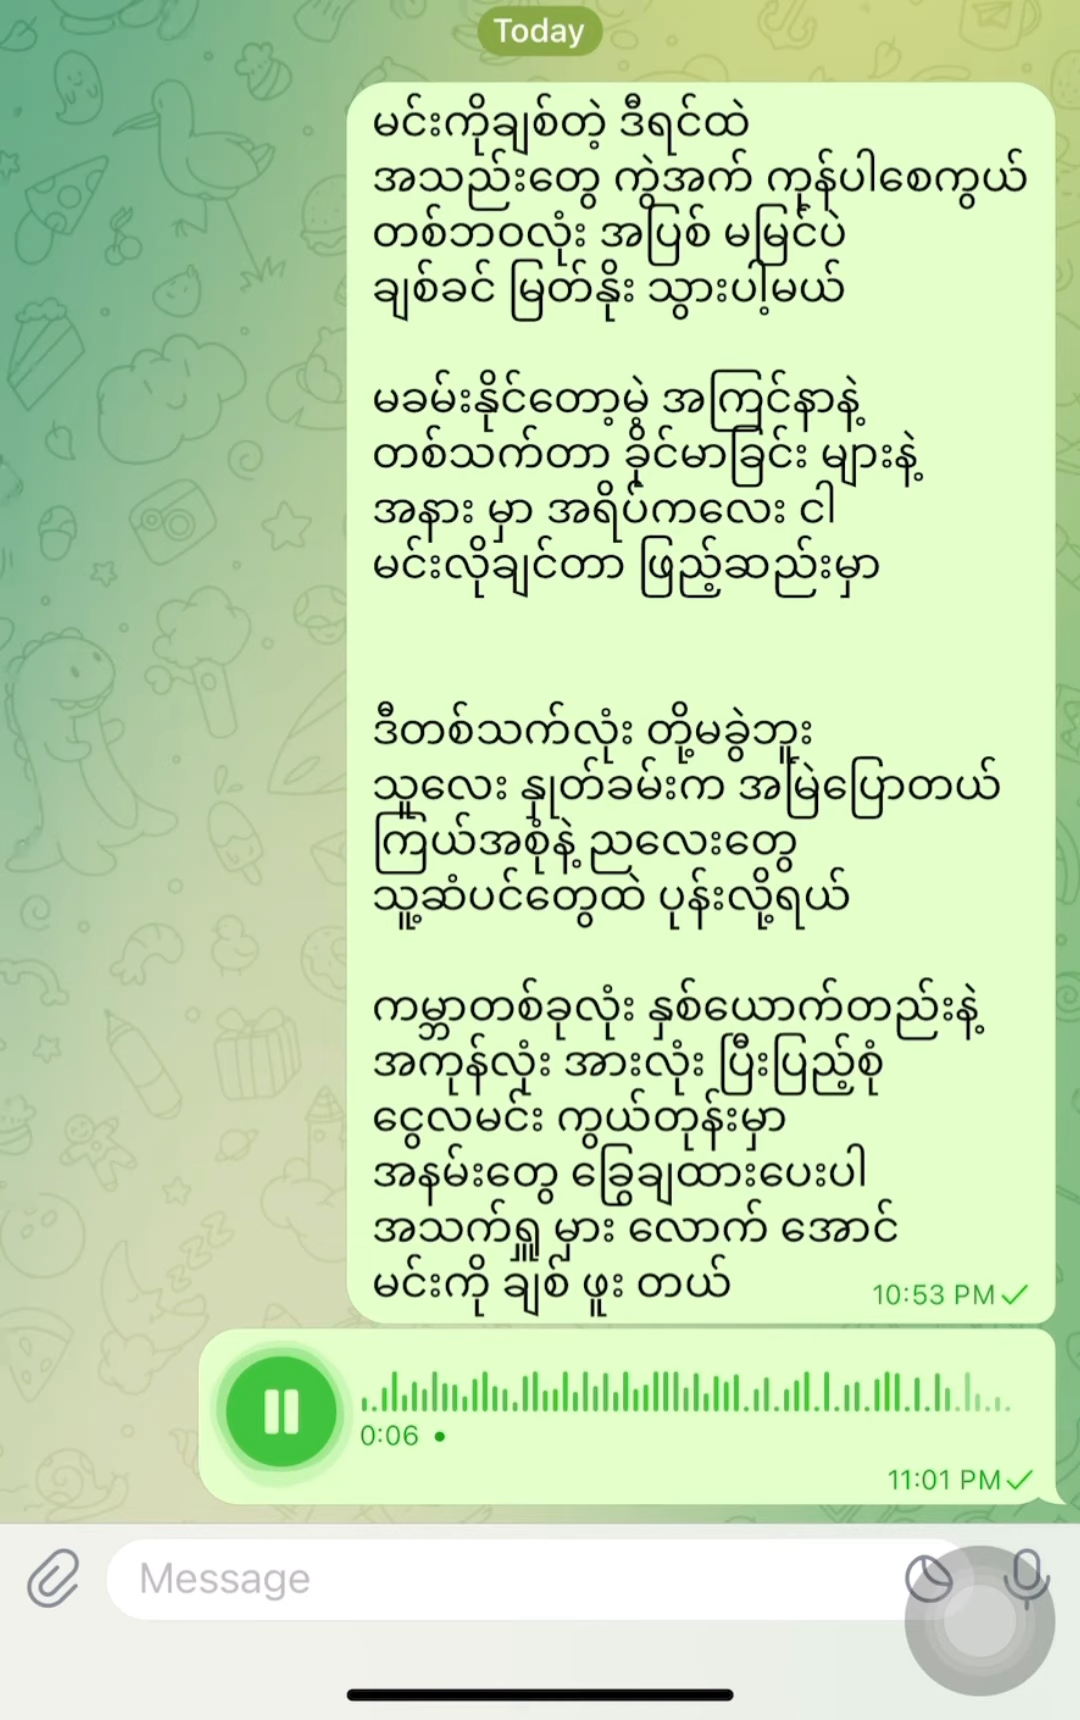 Today
မင်းကိုချစ်တဲ့ ဒီရင်ထဲ
အသည်းတွေ ကွဲအက် ကုန်ပါစေကွယ်
တစ်ဘဝလုံး အပြစ် မမြင်ပဲ
ချစ်ခင် မြတ်နိုး သွားပါ့မယ်
မခမ်းနိုင်တော့မဲ့ အကြင်နာနဲ့
တစ်သက်တာ ခိုင်မာခြင်း များနဲ့
အနား မှာ အရိပ်ကလေး ငါ
မင်းလိုချင်တာ ဖြည့်ဆည်းမှာ
ဒီတစ်သက်လုံး တို့မခွဲဘူး
သူလေး နှုတ်ခမ်းက အမြဲပြောတယ်
ကြယ်အစုံနဲ့ ညလေးတွေ
သူ့ဆံပင်တွေထဲ ပုန်းလို့ရယ်
ကမ္ဘာတစ်ခုလုံး နှစ်ယောက်တည်းနဲ့
အကုန်လုံး အားလုံး ပြီးပြည့်စုံ
ငွေလမင်း ကွယ်တုန်းမှာ
အနမ်းတွေ ခြွေချထားပေးပါ
အသက်ရှူ မှား လောက် အောင်
မင်းကို ချစ် ဖူး တယ်
10:53 PM
0:06
11:01 PM
Message